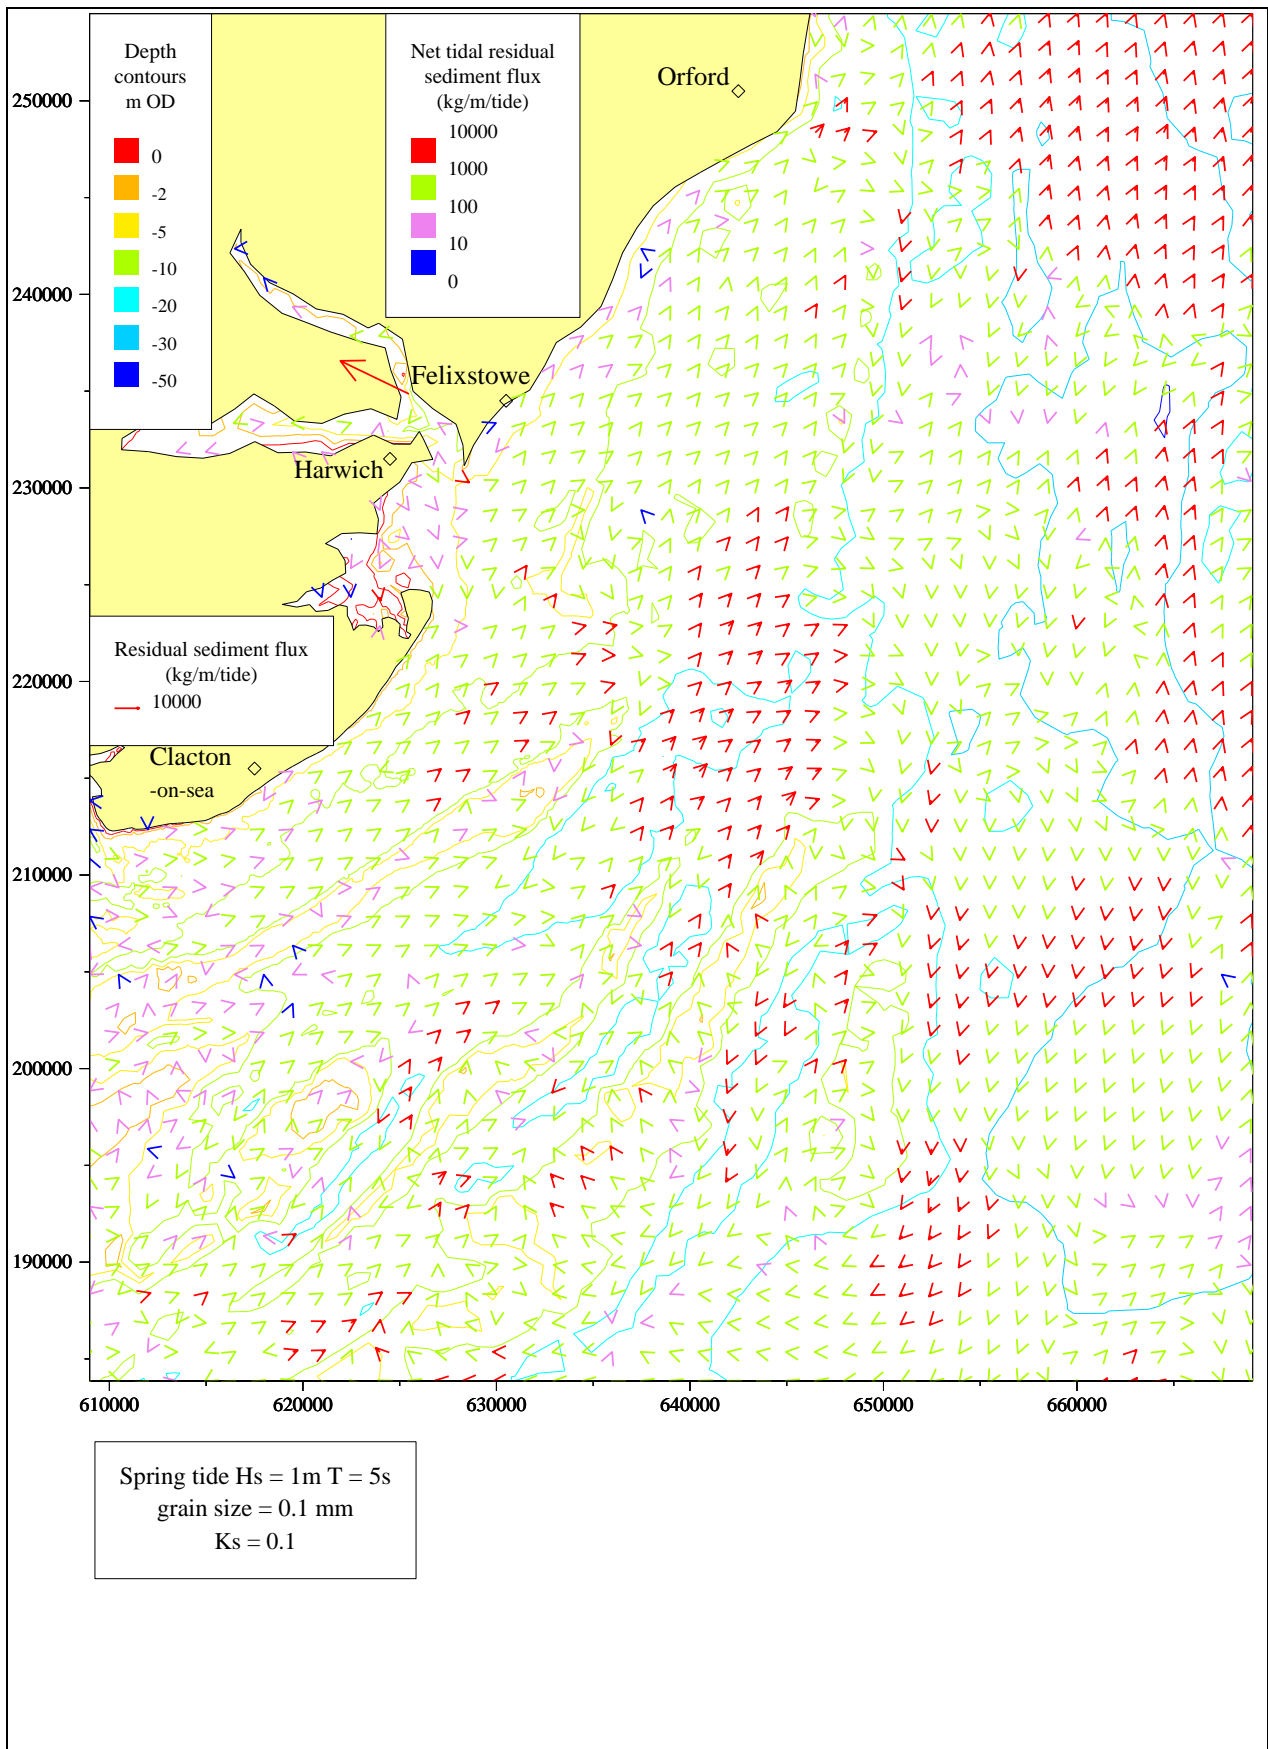 Depth
contours
m OD
0
-2
-5
-10
-20
-30
-50
Net tidal residual
sediment flux
(kg/m/tide)
10000
1000
100
10
0
Orford
Felixstowe
Harwich
Residual sediment flux
(kg/m/tide)
10000
Clacton
-on-sea
250000
240000
230000
220000
210000
200000
190000
610000
620000
630000
640000
650000
660000
Spring tide Hs = 1m T = 5s
grain size = 0.1 mm
Ks = 0.1